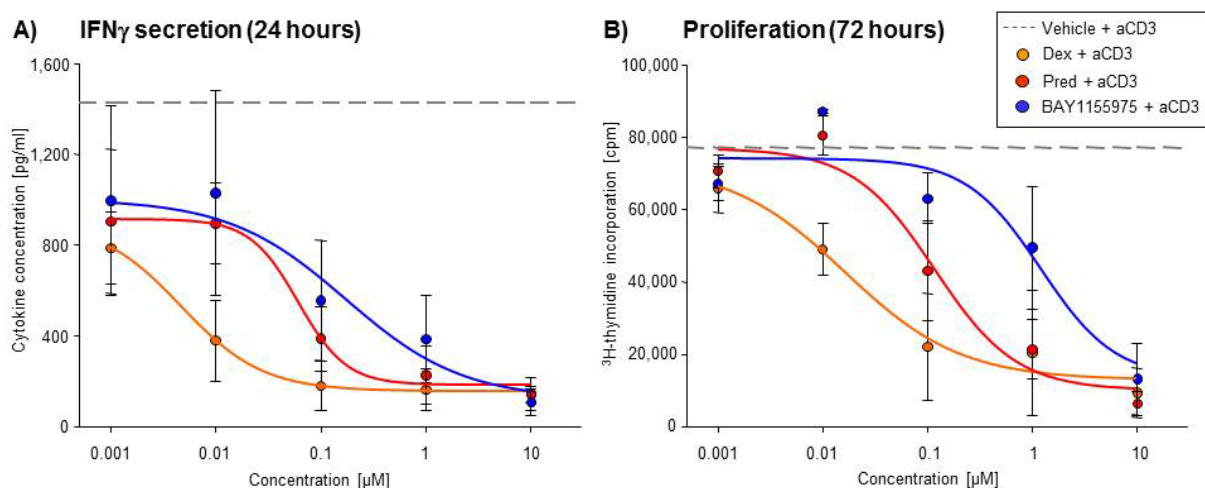 A) IFNγ secretion (24 hours)
Cytokine concentration [pg/ml]
1,600
1,200
800
400
0
0.001 0.01 0.1 1 10
Concentration [µM]
B) Proliferation (72 hours)
³H-thymidine incorporation [cpm]
100,000
80,000
60,000
40,000
20,000
0
0.001 0.01 0.1 1 10
Concentration [µM]
Vehicle + aCD3
Dex + aCD3
Pred + aCD3
BAY1155975 + aCD3